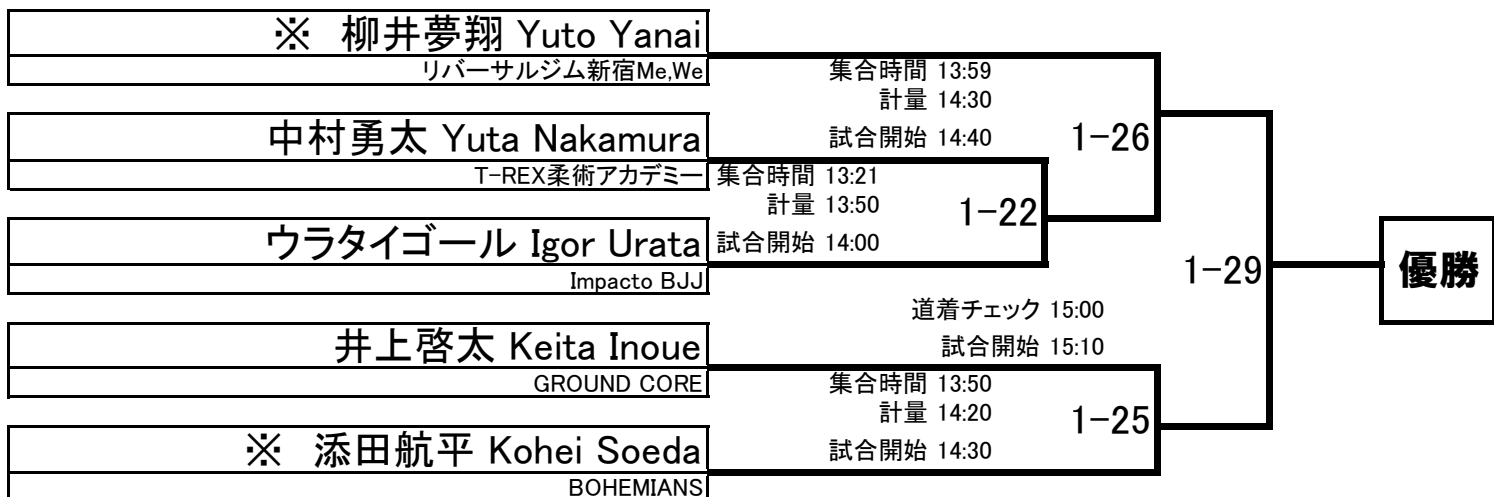 ※ 柳井夢翔 Yuto Yanai
リバーサルジム新宿Me,We
集合時間 13:59
計量 14:30
試合開始 14:40
1-26
中村勇太 Yuta Nakamura
T-REX柔術アカデミー
集合時間 13:21
計量 13:50
試合開始 14:00
1-22
ウラタイゴール Igor Urata
Impacto BJJ
1-29
優勝
道着チェック 15:00
試合開始 15:10
井上啓太 Keita Inoue
GROUND CORE
集合時間 13:50
計量 14:20
試合開始 14:30
1-25
※ 添田航平 Kohei Soeda
BOHEMIANS